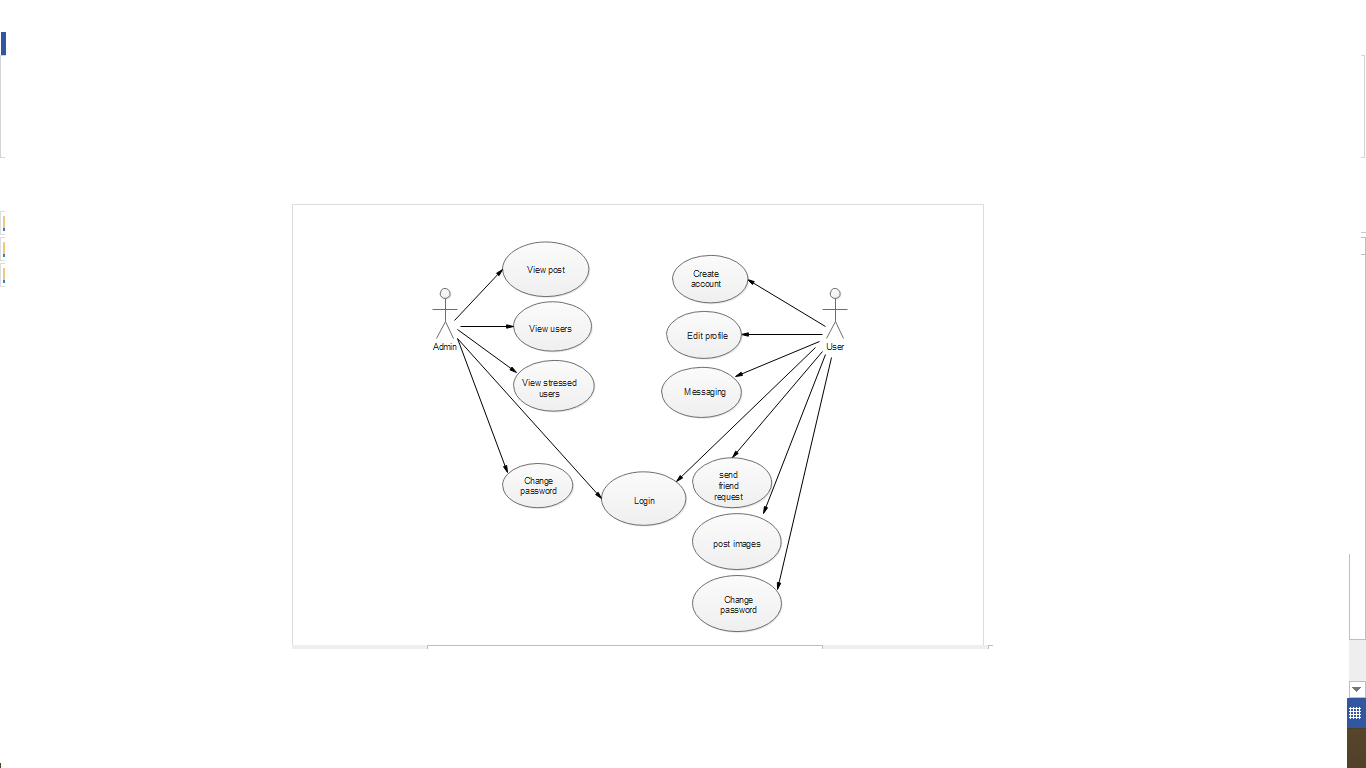 View post
View users
Admin
View stressed
users
Change
password
Login
Create
account
Edit profile
User
Messaging
send
friend
request
post images
Change
password